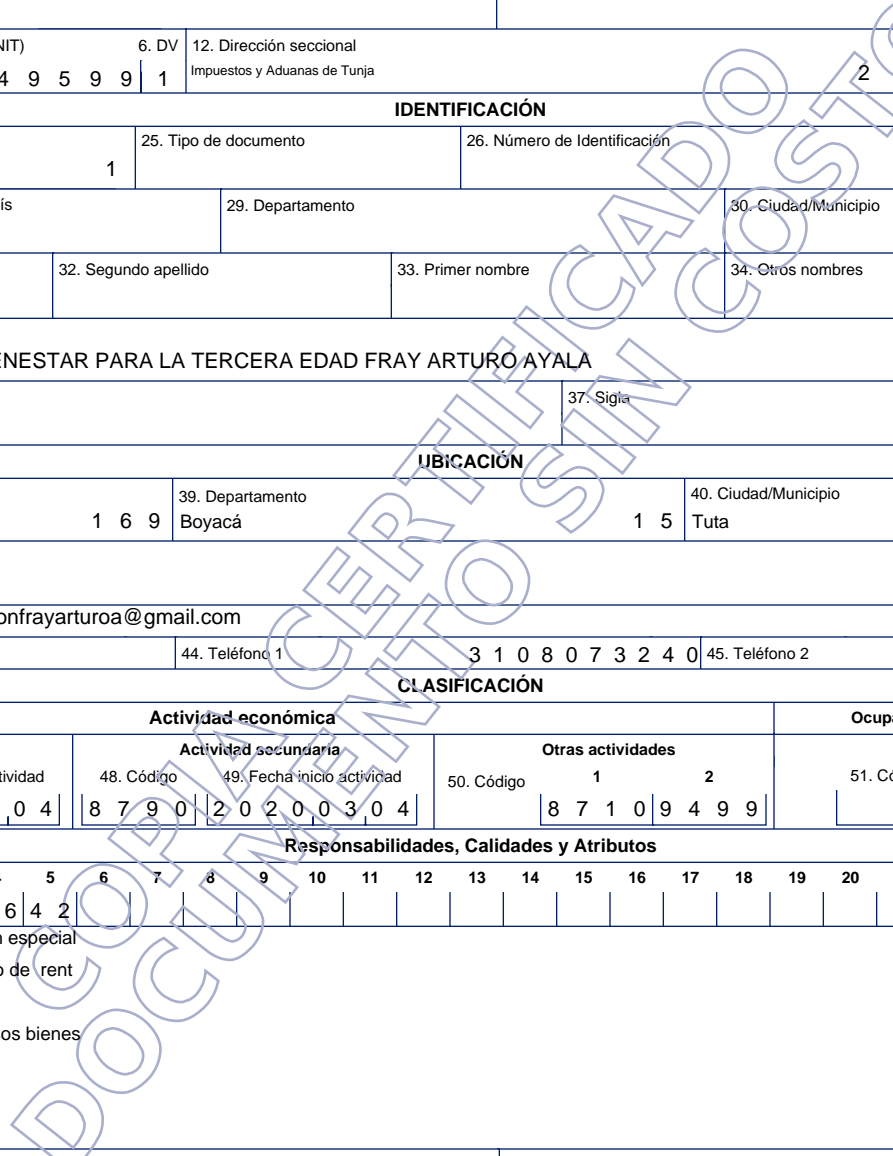 NIT) 6. DV 12. Dirección seccional
4 9 5 9 9 1 Impuestos y Aduanas de Tunja 2
IDENTIFICACIÓN
25. Tipo de documento 26. Número de Identificación
1
ís 29. Departamento 30. Ciudad/Municipio
32. Segundo apellido 33. Primer nombre 34. Otros nombres
ENESTAR PARA LA TERCERA EDAD FRAY ARTURO AYALA
37. Sigla
UBICACIÓN
39. Departamento 40. Ciudad/Municipio
1 6 9 Boyacá 1 5 Tuta
onfrayarturoa@gmail.com
44. Teléfono 1 3 1 0 8 0 7 3 2 4 0 45. Teléfono 2
CLASIFICACIÓN
Actividad económica Ocupa
Actividad secundaria Otras actividades
tividad 48. Código 49. Fecha inicio actividad 50. Código 1 2 51. Có
0 4 8 7 9 0 2 0 2 0 0 3 0 4 8 7 1 0 9 4 9 9
Responsabilidades, Calidades y Atributos
5 6 7 8 9 10 11 12 13 14 15 16 17 18 19 20
6 4 2
n especial
o de rent
os bienes
COPIA CERTIFICADO
DOCUMENTO SIN COSTO